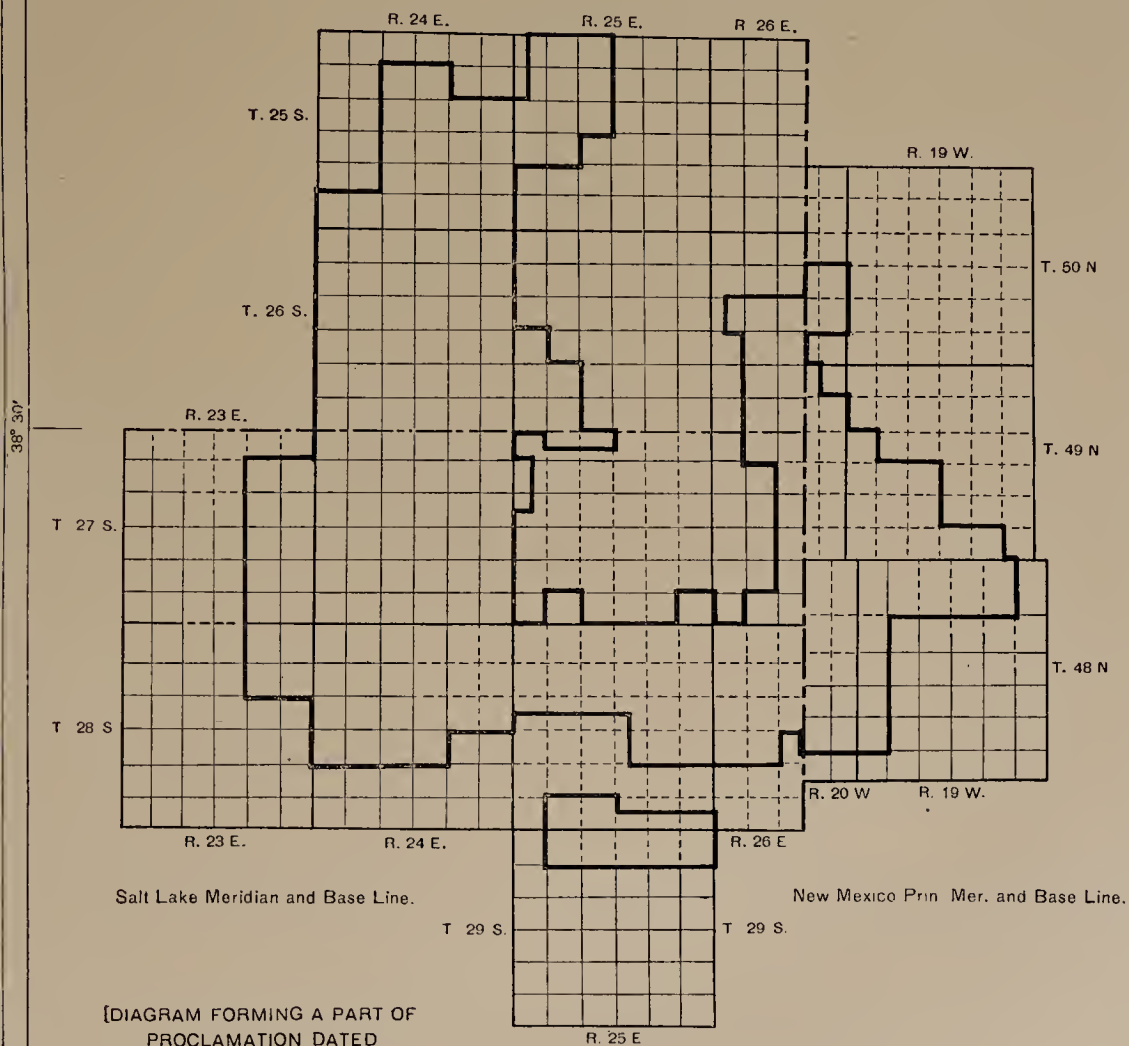 R. 24 E.
R. 25 E.
R 26 E.
T. 25 S.
R. 19 W.
T. 50 N
T. 26 S.
R. 23 E.
38° 30'
T. 49 N
T 27 S.
T. 48 N
T 28 S
R. 20 W
R. 19 W.
R. 23 E.
R. 24 E.
R. 26 E
Salt Lake Meridian and Base Line.
New Mexico Prin Mer. and Base Line.
T 29 S.
T 29 S.
[DIAGRAM FORMING A PART OF
PROCLAMATION DATED
R. 25 E